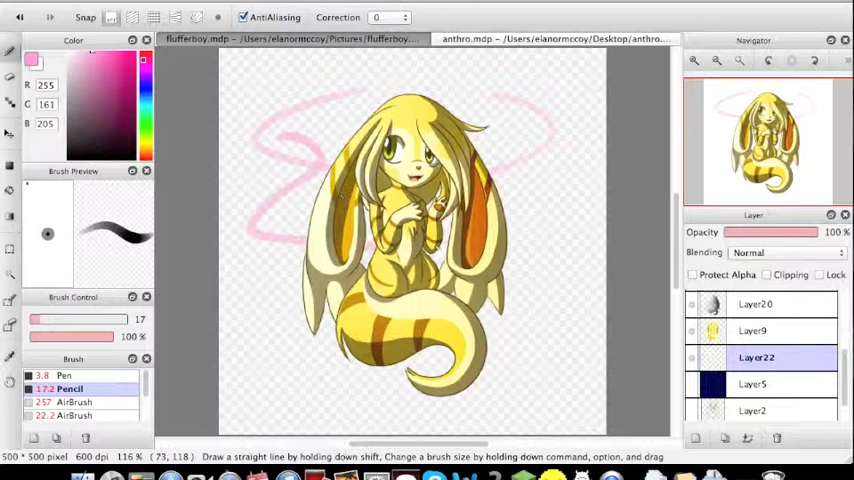 Snap AntiAliasing Correction 0
Color flufferboy.mdp - /Users/elanormccoy/Pictures/flufferboy.... anthro.mdp - /Users/elanormccoy/Desktop/anthro.... Navigator
R 255
G 161
B 205
Brush Preview
Layer
Opacity 100 %
Blending Normal
Protect Alpha Clipping Lock
Brush Control
17
100 %
Brush
3.8 Pen
17.2 Pencil
257 AirBrush
22.2 AirBrush
Layer20
Layer9
Layer22
Layer5
Layer2
500 * 500 pixel 116 % ( 73, 118 ) Draw a straight line by holding down shift, Change a brush size by holding down command, option, and drag